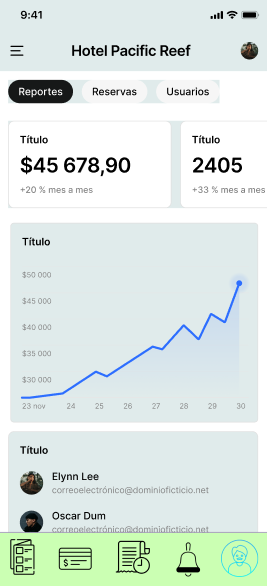 9:41
Hotel Pacific Reef
Reportes Reservas Usuarios
Título
$45 678,90
+20 % mes a mes
Título
2405
+33 % mes a mes
Título
$50 000
$45 000
$40 000
$35 000
$30 000
23 nov 24 25 26 27 28 29 30
Título
Elynn Lee
correoelectrónico@dominioficticio.net
Oscar Dum
correoelectrónico@dominioficticio.net
$